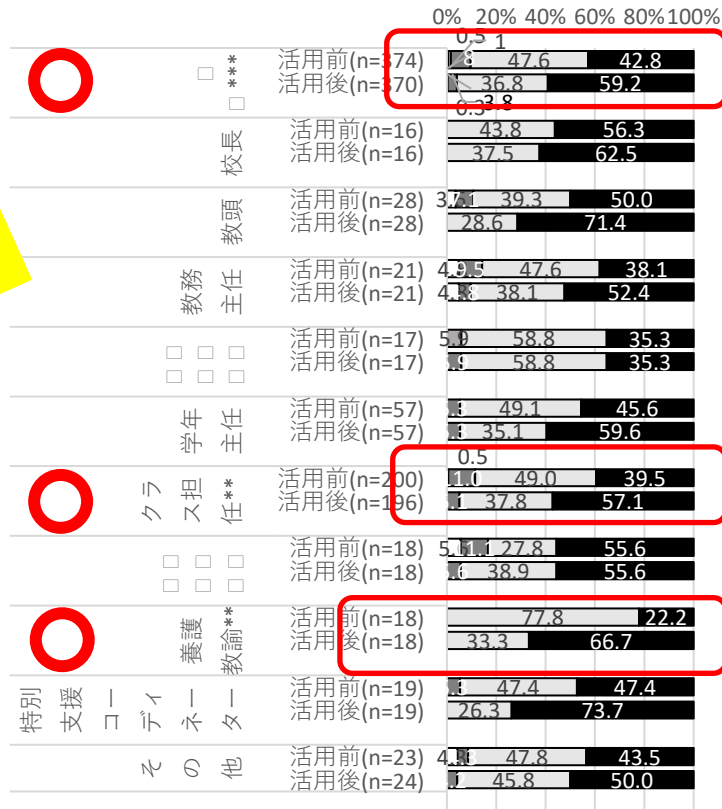 0% 20% 40% 60% 80% 100%
0.5 1
*** 活用前(n=374) 8 47.6 42.8
活用後(n=370) 36.8 59.2
0.3 3.8
校長 活用前(n=16) 43.8 56.3
活用後(n=16) 37.5 62.5
教頭 活用前(n=28) 39.3 50.0
活用後(n=28) 28.6 71.4
教務主任 活用前(n=21) 9.5 47.6 38.1
活用後(n=21) 38.1 52.4
活用前(n=17) 58.8 35.3
活用後(n=17) 58.8 35.3
学年主任 活用前(n=57) 49.1 45.6
活用後(n=57) 35.1 59.6
0.5
クラス担任** 活用前(n=200) 49.0 39.5
活用後(n=196) 37.8 57.1
活用前(n=18) 27.8 55.6
活用後(n=18) 38.9 55.6
養護教諭** 活用前(n=18) 77.8 22.2
活用後(n=18) 33.3 66.7
特別支援コーディネーター 活用前(n=19) 47.4 47.4
活用後(n=19) 26.3 73.7
その他 活用前(n=23) 47.8 43.5
活用後(n=24) 45.8 50.0